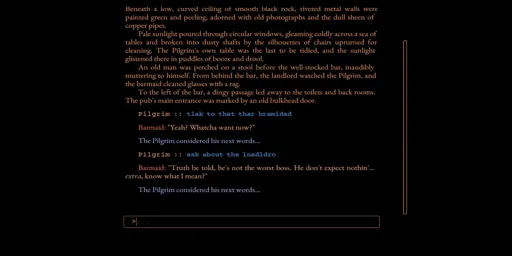 Beneath a low, curved ceiling of smooth black rock, riveted metal walls were
painted green and peeling, adorned with old photographs and the dull sheen of
copper pipes.
Pale sunlight poured through circular windows, gleaming coldly across a sea of
tables and broken into dusty shafts by the silhouettes of chairs upturned for
cleaning. The Pilgrim's own table was the last to be tidied, and the sunlight
glistened there in puddles of booze and drool.
An old man was perched on a stool before the well-stocked bar, inaudibly
muttering to himself. From behind the bar, the landlord watched the Pilgrim, and
the barmaid cleaned glasses with a rag.
To the left of the bar, a dingy passage led away to the toilets and back rooms.
The pub's main entrance was marked by an old bulkhead door.
Pilgrim :: tlak to that thar bramidad
Barmaid: "Yeah? Whatcha want now?"
The Pilgrim considered his next words...
Pilgrim :: ask about the lnadldro
Barmaid: "Truth be told, he's not the worst boss. He don't expect nothin'...
extra, know what I mean?"
The Pilgrim considered his next words...
>